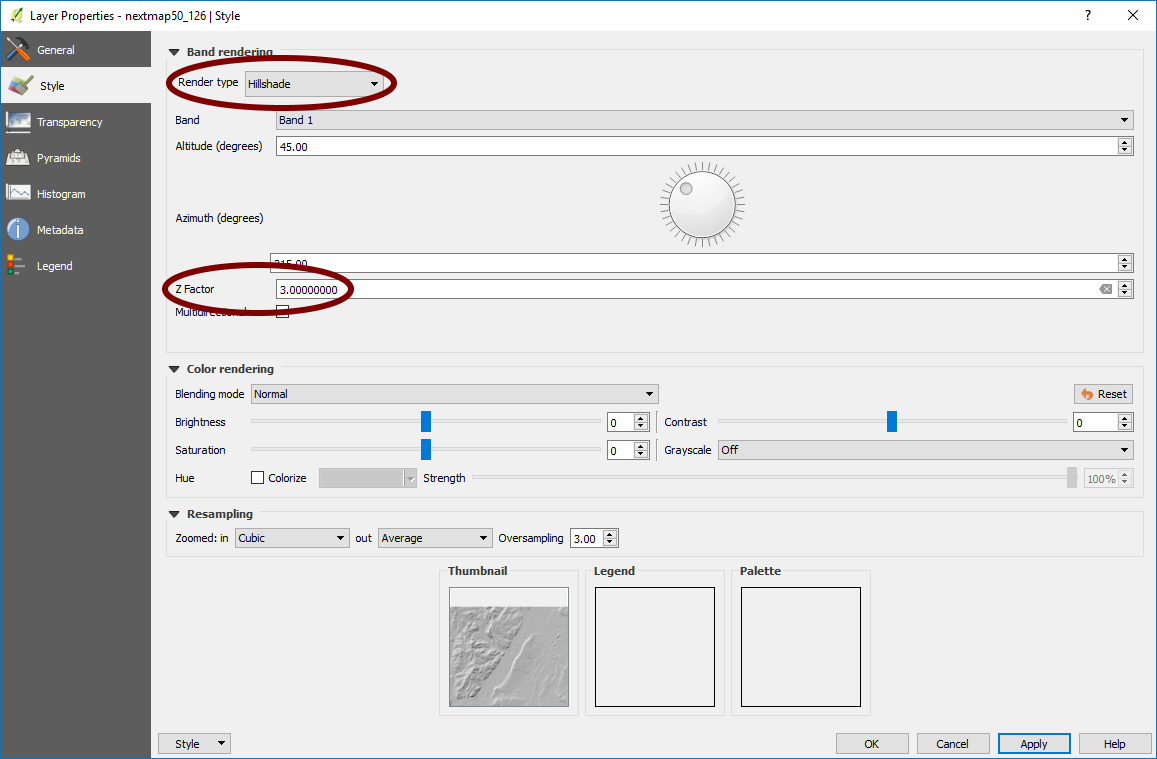 Layer Properties - nextmap50_126 | Style
General
Style
Transparency
Pyramids
Histogram
Metadata
Legend
Band rendering
Render type Hillshade
Band Band 1
Altitude (degrees) 45.00
Azimuth (degrees)
315.00
Z Factor 3.00000000
Multidirectional
Color rendering
Blending mode Normal Reset
Brightness 0 Contrast 0
Saturation 0 Grayscale Off
Hue Colorize Strength 100%
Resampling
Zoomed: in Cubic out Average Oversampling 3.00
Thumbnail Legend Palette
Style OK Cancel Apply Help